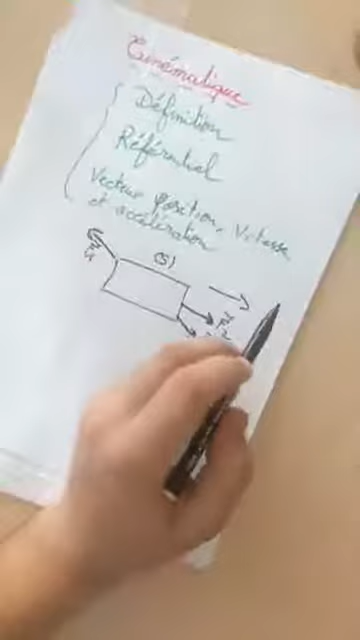 Cinématique
Définition
Référentiel
Vecteur position, Vitesse
et accélération
(S)